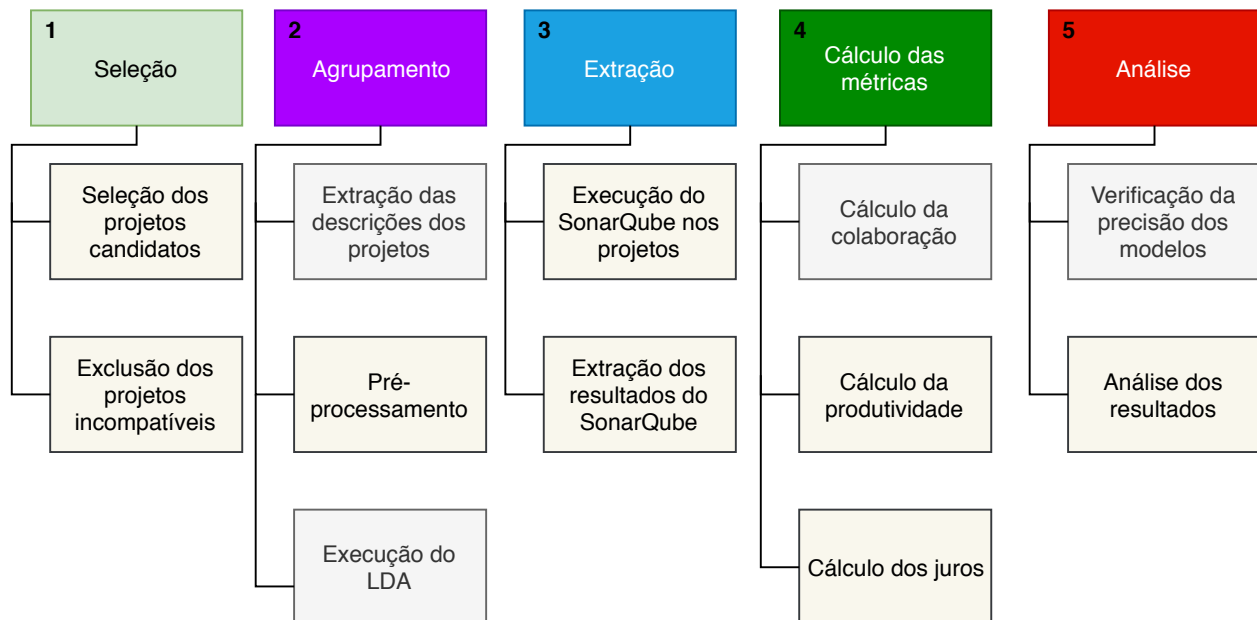 1
Seleção
Seleção dos
projetos
candidatos
Exclusão dos
projetos
incompatíveis
2
Agrupamento
Extração das
descrições dos
projetos
Pré-
processamento
Execução do
LDA
3
Extração
Execução do
SonarQube nos
projetos
Extração dos
resultados do
SonarQube
4
Cálculo das
métricas
Cálculo da
colaboração
Cálculo da
produtividade
Cálculo dos juros
5
Análise
Verificação da
precisão dos
modelos
Análise dos
resultados